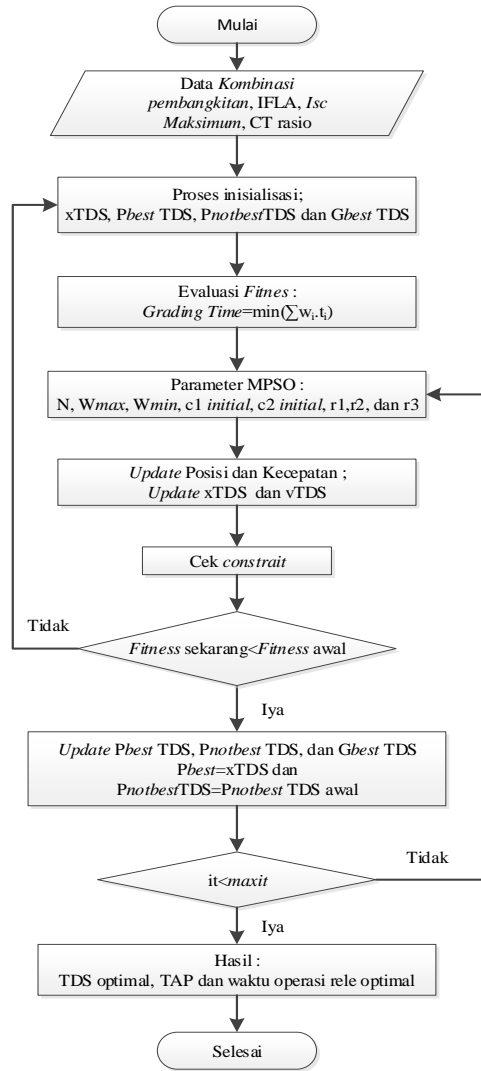 Mulai
Data Kombinasi
pembangkitan, IFLA, Isc
Maksimum, CT rasio
Proses inisialisasi;
xTDS, Pbest TDS, PnotbestTDS dan Gbest TDS
Evaluasi Fitnes :
Grading Time=min(∑wᵢ.tᵢ)
Parameter MPSO :
N, Wmax, Wmin, c1 initial, c2 initial, r1,r2, dan r3
Update Posisi dan Kecepatan ;
Update xTDS dan vTDS
Cek constrait
Tidak
Fitness sekarang<Fitness awal
Iya
Update Pbest TDS, Pnotbest TDS, dan Gbest TDS
Pbest=xTDS dan
PnotbestTDS=Pnotbest TDS awal
Tidak
it<maxit
Iya
Hasil :
TDS optimal, TAP dan waktu operasi rele optimal
Selesai